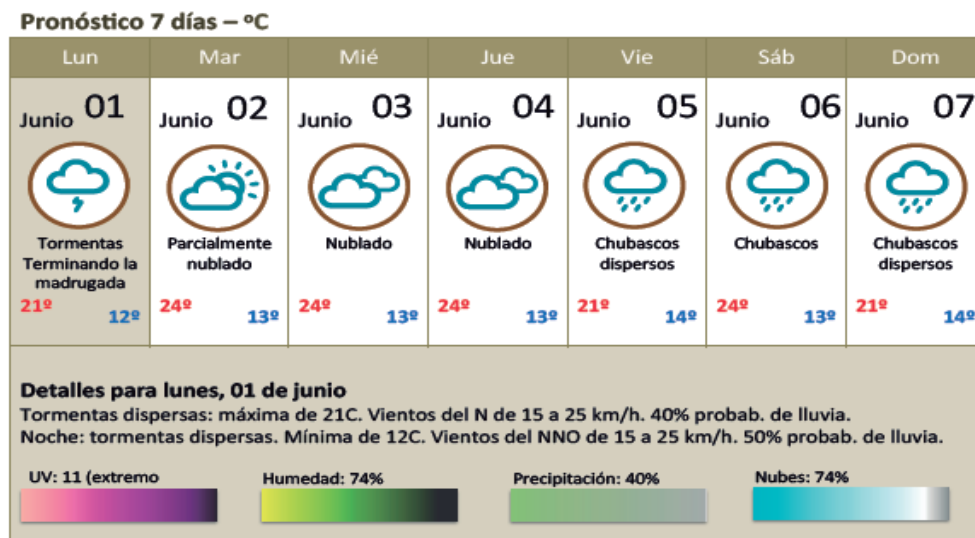 Pronóstico 7 días – ºC
Lun Mar Mié Jue Vie Sáb Dom
Junio 01 Junio 02 Junio 03 Junio 04 Junio 05 Junio 06 Junio 07
Tormentas
Terminando la
madrugada
21º 12º
Parcialmente
nublado
24º 13º
Nublado
24º 13º
Nublado
24º 13º
Chubascos
dispersos
21º 14º
Chubascos
24º 13º
Chubascos
dispersos
21º 14º
Detalles para lunes, 01 de junio
Tormentas dispersas: máxima de 21C. Vientos del N de 15 a 25 km/h. 40% probab. de lluvia.
Noche: tormentas dispersas. Mínima de 12C. Vientos del NNO de 15 a 25 km/h. 50% probab. de lluvia.
UV: 11 (extremo Humedad: 74% Precipitación: 40% Nubes: 74%